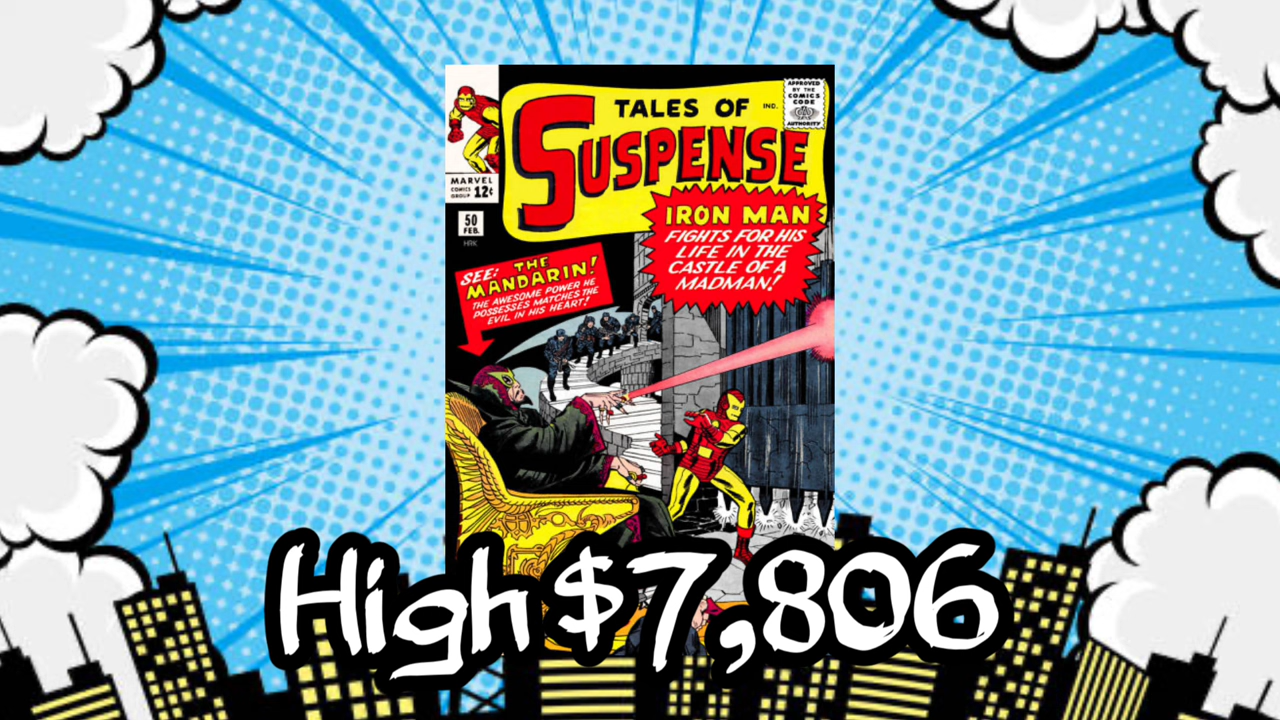 TALES OF
SUSPENSE
IND.
APPROVED
BY THE
COMICS
CODE
AUTHORITY
MARVEL
COMICS
GROUP
12¢
50
FEB.
HRK
IRON MAN
FIGHTS FOR HIS
LIFE IN THE
CASTLE OF A
MADMAN!
SEE: THE
MANDARIN!
THE AWESOME POWER HE
POSSESSES MATCHES THE
EVIL IN HIS HEART!
High $7,806